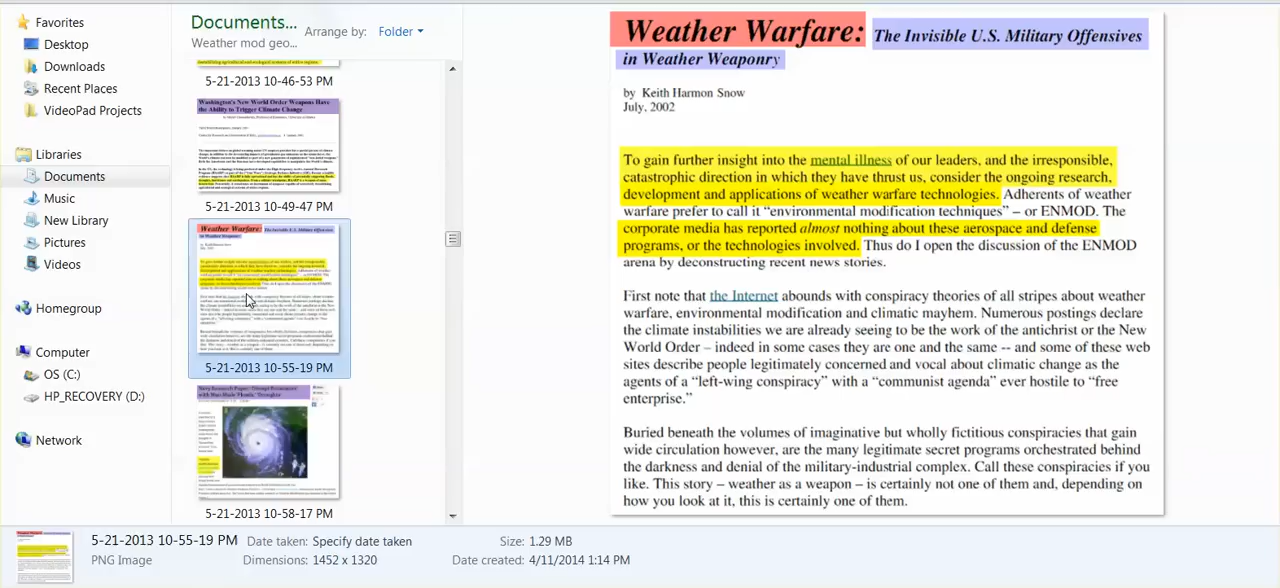 Favorites
Desktop
Downloads
Recent Places
VideoPad Projects
Libraries
Documents
Music
New Library
Pictures
Videos
Homegroup
Computer
OS (C:)
HP_RECOVERY (D:)
Network
Documents...
Weather mod geo...
Arrange by: Folder
5-21-2013 10-46-53 PM
Washington's New World Order Weapons Have
the Ability to Trigger Climate Change
5-21-2013 10-49-47 PM
Weather Warfare: The Invisible U.S. Military Offensives
in Weather Weaponry
5-21-2013 10-55-19 PM
5-21-2013 10-58-17 PM
Weather Warfare: The Invisible U.S. Military Offensives
in Weather Weaponry
by Keith Harmon Snow
July, 2002
To gain further insight into the mental illness of our leaders, and the irresponsible,
catastrophic direction in which they have thrust us, consider the ongoing research,
development and applications of weather warfare technologies. Adherents of weather
warfare prefer to call it “environmental modification techniques” – or ENMOD. The
corporate media has reported almost nothing about these aerospace and defense
programs, or the technologies involved. Thus do I open the discussion of the ENMOD
arena by deconstructing recent news stories.
First note that the Internet abounds with conspiracy theories of all stripes about weather
warfare, environmental modification and climatic mayhem. Numerous postings declare
the climate instabilities we are already seeing to be the work of the antichrist or the New
World Order – indeed in some cases they are one and the same -- and some of these web
sites describe people legitimately concerned and vocal about climatic change as the
agents of a “left-wing conspiracy” with a “communist agenda” ever hostile to “free
enterprise.”
Buried beneath the volumes of imaginative but wholly fictitious conspiracies that gain
wide circulation however, are the many legitimate secret programs orchestrated behind
the darkness and denial of the military-industrial complex. Call these conspiracies if you
like. This story – weather as a weapon – is certainly not one of them and, depending on
how you look at it, this is certainly one of them.
5-21-2013 10-55-19 PM
PNG Image
Date taken: Specify date taken
Dimensions: 1452 x 1320
Size: 1.29 MB
Date created: 4/11/2014 1:14 PM